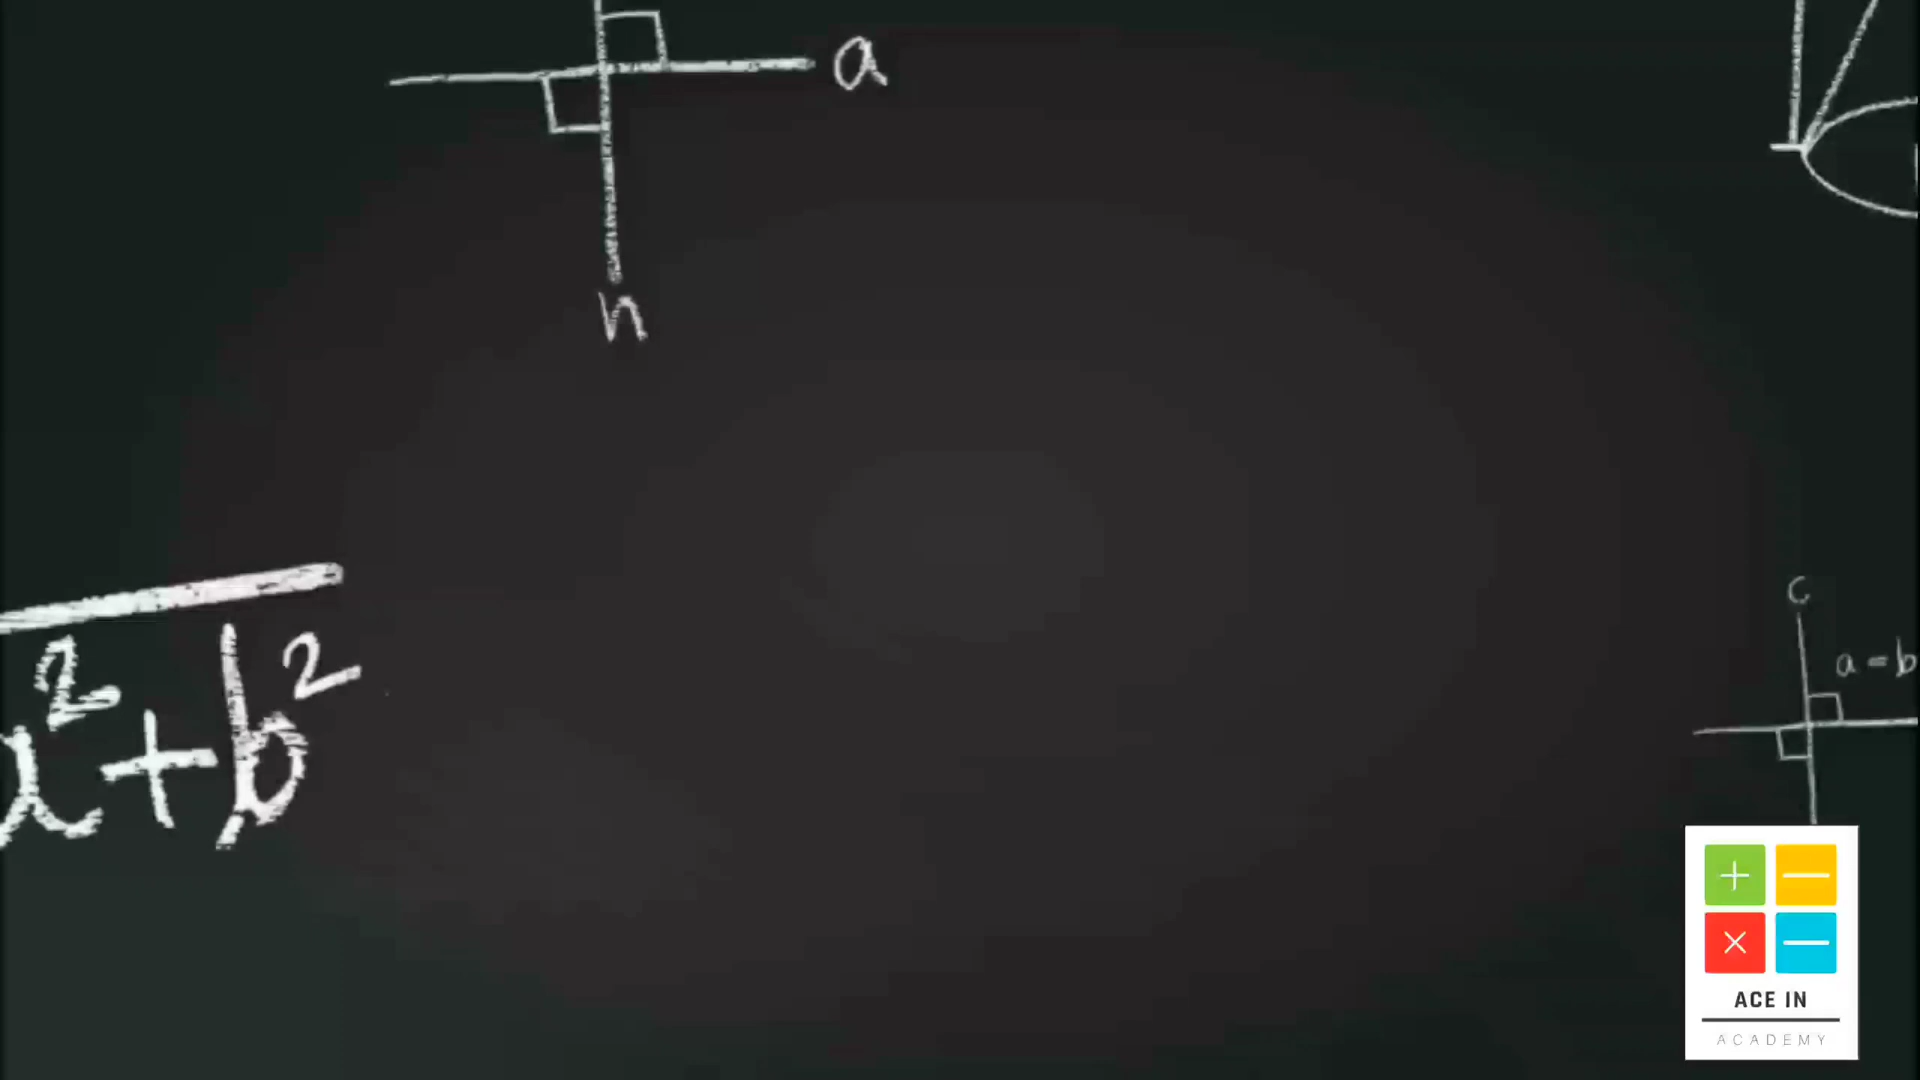 a
n
a² + b²
c
a = b
ACE IN
ACADEMY